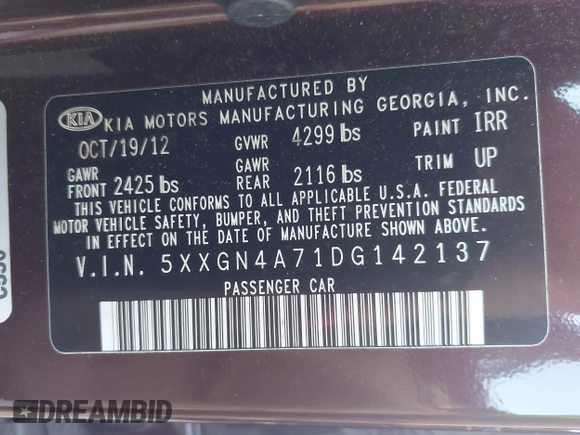 MANUFACTURED BY
KIA KIA MOTORS MANUFACTURING GEORGIA, INC.
OCT/19/12 GVWR 4299 lbs PAINT IRR
GAWR FRONT 2425 lbs GAWR REAR 2116 lbs TRIM UP
THIS VEHICLE CONFORMS TO ALL APPLICABLE U.S.A. FEDERAL
MOTOR VEHICLE SAFETY, BUMPER, AND THEFT PREVENTION STANDARDS
IN EFFECT ON THE DATE OF MANUFACTURE SHOWN ABOVE.
V.I.N. 5XXGN4A71DG142137
PASSENGER CAR
DREAMBID